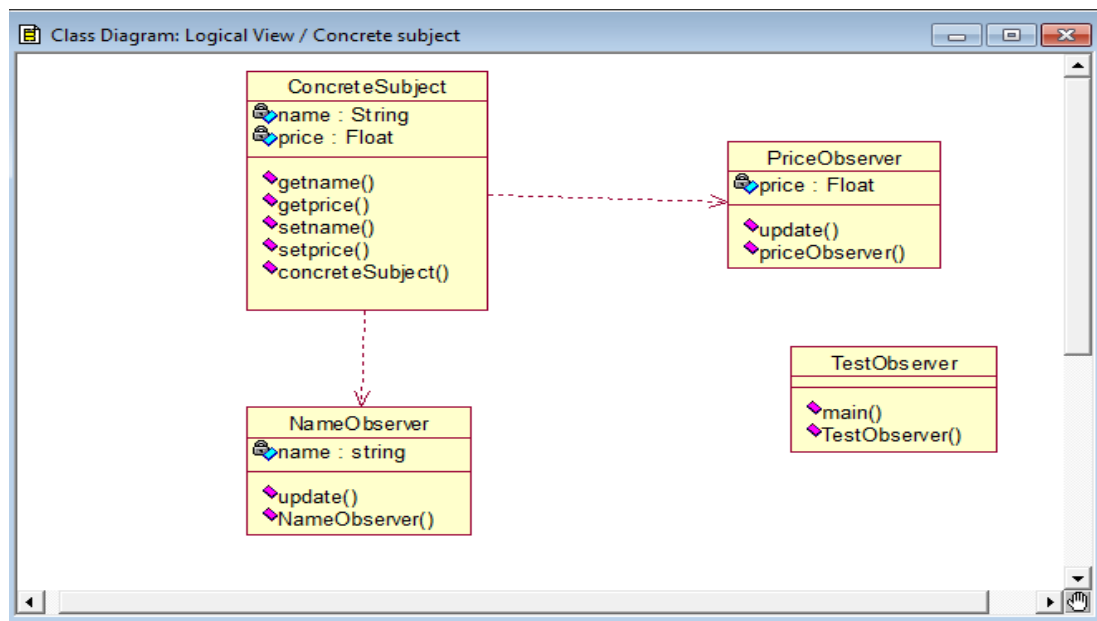 Class Diagram: Logical View / Concrete subject
ConcreteSubject
name : String
price : Float
getname()
getprice()
setname()
setprice()
concreteSubject()
PriceObserver
price : Float
update()
priceObserver()
TestObserver
main()
TestObserver()
NameObserver
name : string
update()
NameObserver()